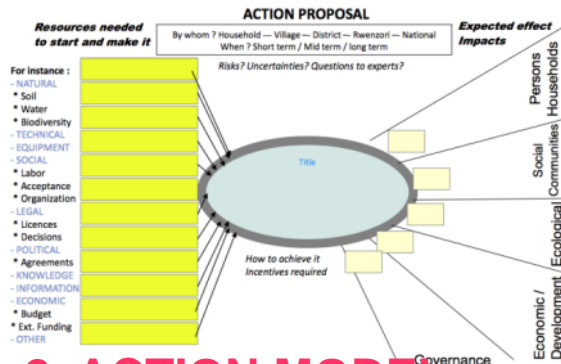 ACTION PROPOSAL
Resources needed
to start and make it
By whom ? Household --- Village --- District --- Rwenzori --- National
When ? Short term / Mid term / long term
Expected effect
Impacts
Risks? Uncertainties? Questions to experts?
For instance :
- NATURAL
* Soil
* Water
* Biodiversity
- TECHNICAL
- EQUIPMENT
- SOCIAL
* Labor
* Acceptance
* Organization
- LEGAL
* Licences
* Decisions
- POLITICAL
* Agreements
- KNOWLEDGE
- INFORMATION
- ECONOMIC
* Budget
* Ext. Funding
- OTHER
Title
How to achieve it
Incentives required
Persons
Households
Social
Communities
Ecological
Economic /
Development
Governance
ACTION MODEL